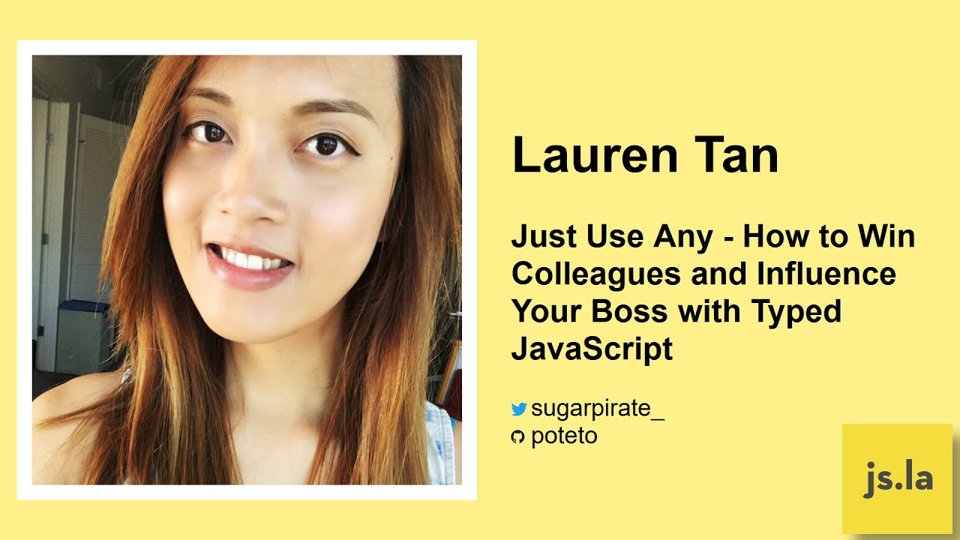 Lauren Tan
Just Use Any - How to Win
Colleagues and Influence
Your Boss with Typed
JavaScript
sugarpirate_
poteto
js.la